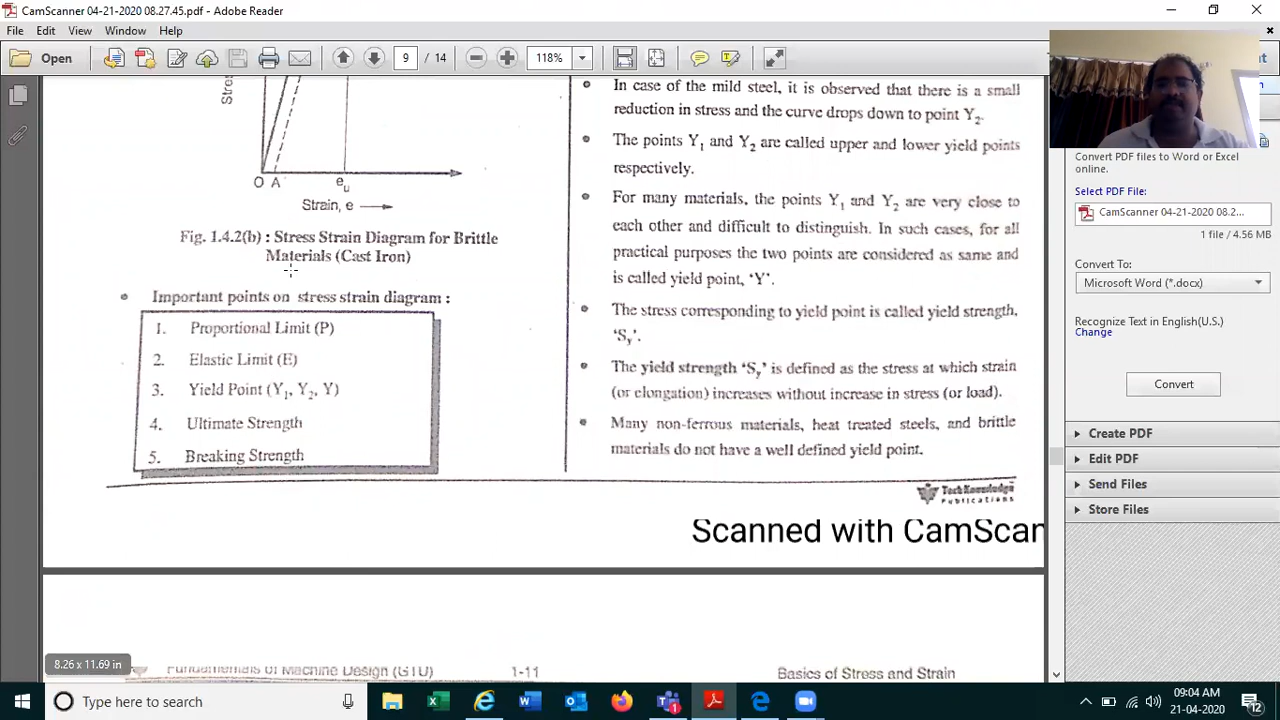 CamScanner 04-21-2020 08.27.45.pdf - Adobe Reader
File Edit View Window Help
Open 9 / 14 118%
Stress
O A eu
Strain, e
Fig. 1.4.2(b) : Stress Strain Diagram for Brittle
Materials (Cast Iron)
Important points on stress strain diagram :
1. Proportional Limit (P)
2. Elastic Limit (E)
3. Yield Point (Y1, Y2, Y)
4. Ultimate Strength
5. Breaking Strength
In case of the mild steel, it is observed that there is a small
reduction in stress and the curve drops down to point Y2.
The points Y1 and Y2 are called upper and lower yield points
respectively.
For many materials, the points Y1 and Y2 are very close to
each other and difficult to distinguish. In such cases, for all
practical purposes the two points are considered as same and
is called yield point, 'Y'.
The stress corresponding to yield point is called yield strength,
'Sy'.
The yield strength 'Sy' is defined as the stress at which strain
(or elongation) increases without increase in stress (or load).
Many non-ferrous materials, heat treated steels, and brittle
materials do not have a well defined yield point.
TechKnowledge
Publications
Scanned with CamScan
8.26 x 11.69 in
Fundamentals of Machine Design (GTU) 1-11 Basics of Stress and Strain
Convert PDF files to Word or Excel
online.
Select PDF File:
CamScanner 04-21-2020 08.2...
1 file / 4.56 MB
Convert To:
Microsoft Word (*.docx)
Recognize Text in English(U.S.)
Change
Convert
Create PDF
Edit PDF
Send Files
Store Files
Type here to search
09:04 AM
21-04-2020
12